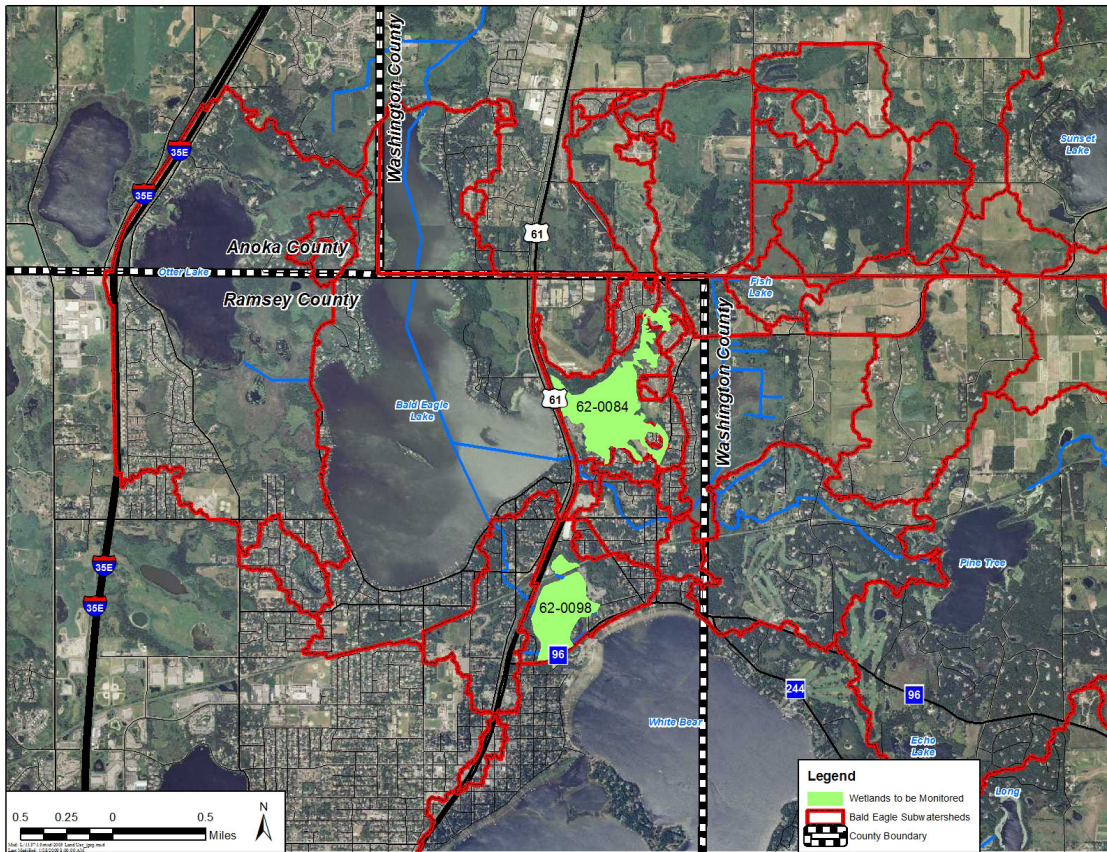 Washington County
Sunset
Lake
35E
35E
61
Anoka County
Otter Lake
Ramsey County
Fish
Lake
Washington County
Bald Eagle
Lake
61
62-0084
Pine Tree
35E
35E
62-0098
96
244
96
White Bear
Echo
Lake
Long
Legend
Wetlands to be Monitored
Bald Eagle Subwatersheds
County Boundary
0.5 0.25 0 0.5
Miles
N